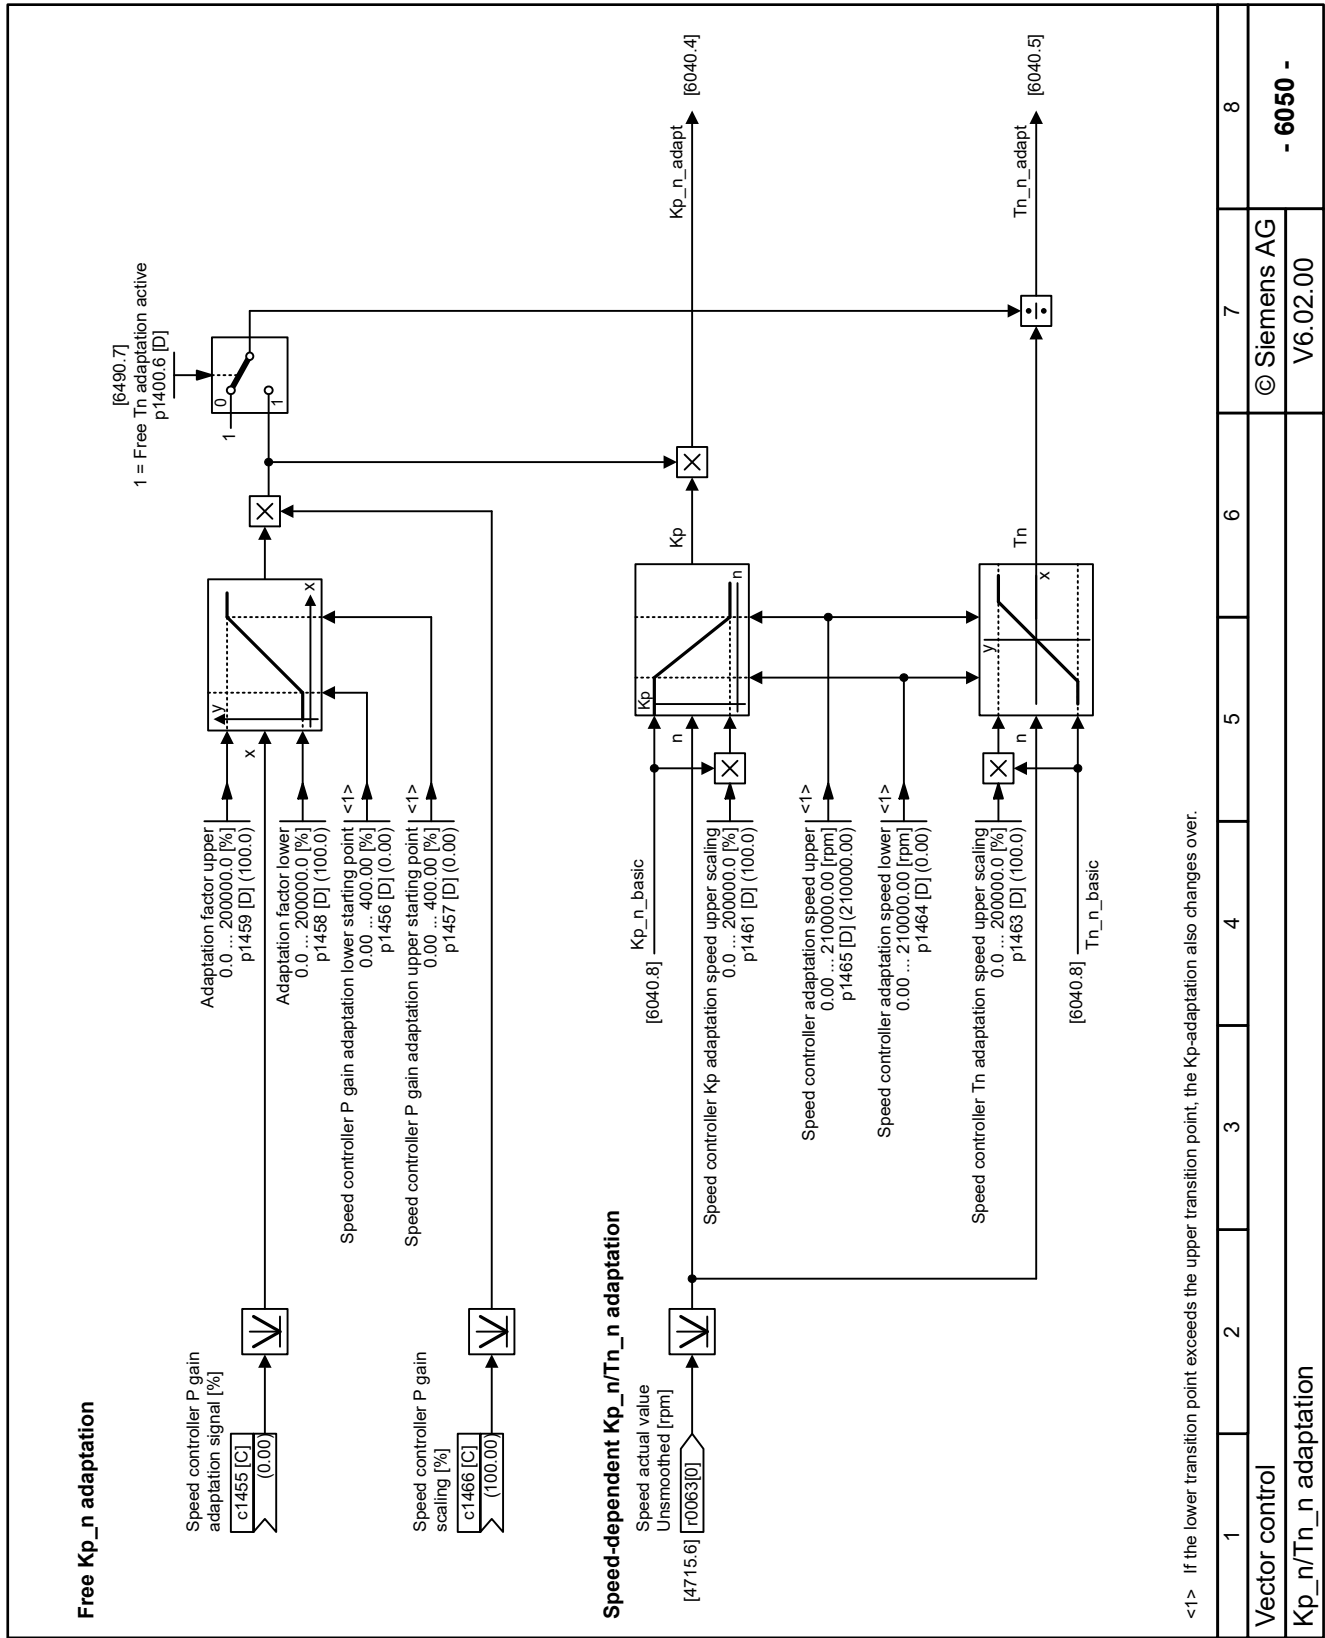 Free Kp_n adaptation
Speed controller P gain
adaptation signal [%]
c1455 [C]
(0.00)
Adaptation factor upper
0.0 ... 200000.0 [%]
p1459 [D] (100.0)
Adaptation factor lower
0.0 ... 200000.0 [%]
p1458 [D] (100.0)
Speed controller P gain adaptation lower starting point <1>
0.00 ... 400.00 [%]
p1456 [D] (0.00)
Speed controller P gain adaptation upper starting point <1>
0.00 ... 400.00 [%]
p1457 [D] (0.00)
x
y
x
[6490.7]
1 = Free Tn adaptation active
p1400.6 [D]
1
0
1
Speed controller P gain
scaling [%]
c1466 [C]
(100.00)
Speed-dependent Kp_n/Tn_n adaptation
Speed actual value
Unsmoothed [rpm]
[4715.6]
r0063[0]
[6040.8]
Kp_n_basic
Speed controller Kp adaptation speed upper scaling
0.0 ... 200000.0 [%]
p1461 [D] (100.0)
n
Kp
n
Kp
Kp_n_adapt
[6040.4]
Speed controller adaptation speed upper <1>
0.00 ... 210000.00 [rpm]
p1465 [D] (210000.00)
Speed controller adaptation speed lower <1>
0.00 ... 210000.00 [rpm]
p1464 [D] (0.00)
Speed controller Tn adaptation speed upper scaling
0.0 ... 200000.0 [%]
p1463 [D] (100.0)
n
y
x
Tn
Tn_n_adapt
[6040.5]
[6040.8]
Tn_n_basic
<1> If the lower transition point exceeds the upper transition point, the Kp-adaptation also changes over.
1 2 3 4 5 6 7 8
Vector control
© Siemens AG
- 6050 -
Kp_n/Tn_n adaptation
V6.02.00